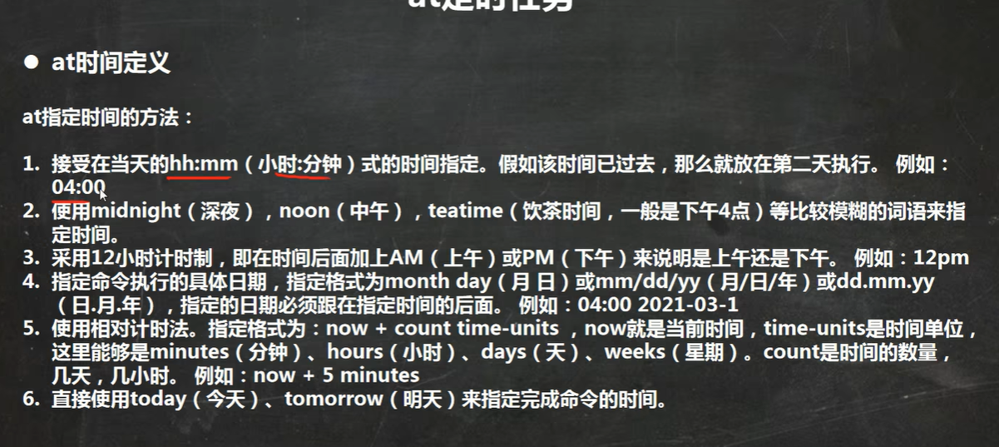 at定时任务
● at时间定义
at指定时间的方法：
1. 接受在当天的hh:mm（小时:分钟）式的时间指定。假如该时间已过去，那么就放在第二天执行。 例如：
04:00
2. 使用midnight（深夜），noon（中午），teatime（饮茶时间，一般是下午4点）等比较模糊的词语来指
定时间。
3. 采用12小时计时制，即在时间后面加上AM（上午）或PM（下午）来说明是上午还是下午。 例如：12pm
4. 指定命令执行的具体日期，指定格式为month day（月 日）或mm/dd/yy（月/日/年）或dd.mm.yy
（日.月.年），指定的日期必须跟在指定时间的后面。 例如：04:00 2021-03-1
5. 使用相对计时法。指定格式为：now + count time-units ，now就是当前时间，time-units是时间单位，
这里能够是minutes（分钟）、hours（小时）、days（天）、weeks（星期）。count是时间的数量，
几天，几小时。 例如：now + 5 minutes
6. 直接使用today（今天）、tomorrow（明天）来指定完成命令的时间。